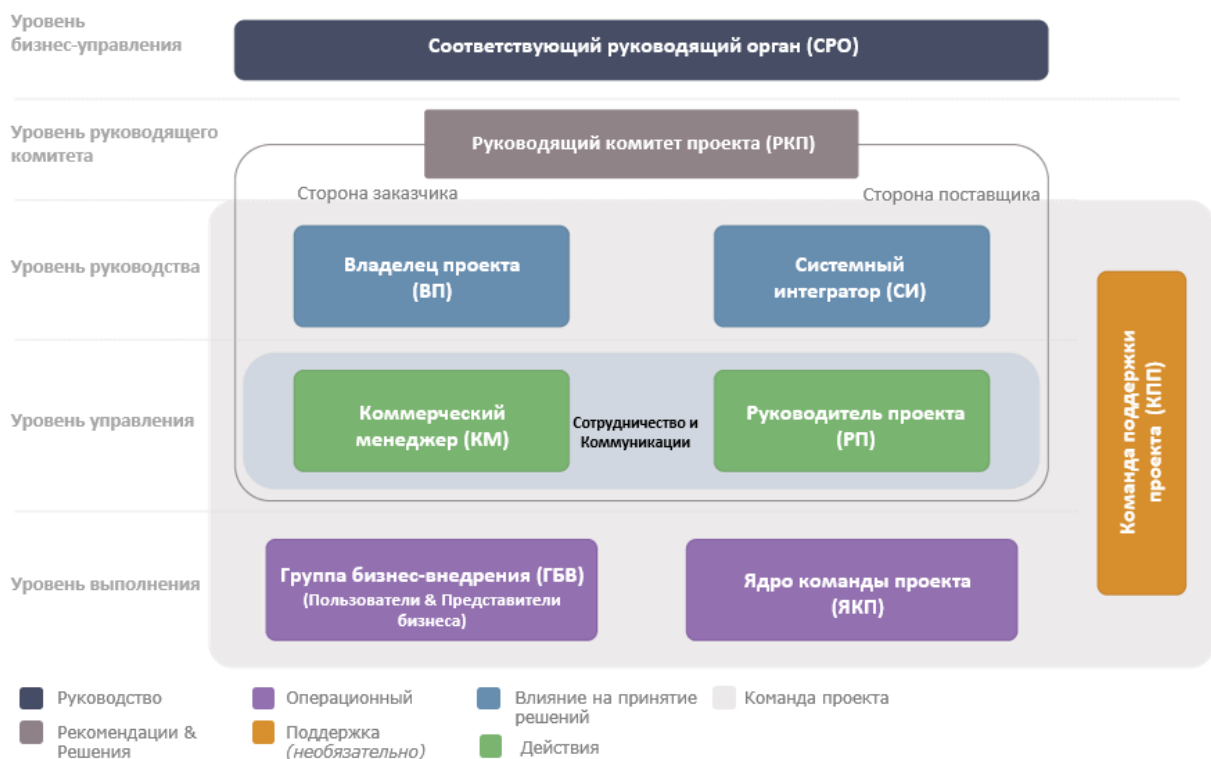 Уровень
бизнес-управления
Соответствующий руководящий орган (СРО)
Уровень руководящего
комитета
Руководящий комитет проекта (РКП)
Сторона заказчика
Сторона поставщика
Уровень руководства
Владелец проекта
(ВП)
Системный
интегратор (СИ)
Команда поддержки
проекта (КПП)
Уровень управления
Коммерческий
менеджер (КМ)
Сотрудничество и
Коммуникации
Руководитель проекта
(РП)
Уровень выполнения
Группа бизнес-внедрения (ГБВ)
(Пользователи & Представители
бизнеса)
Ядро команды проекта
(ЯКП)
Руководство
Операционный
Влияние на принятие
решений
Команда проекта
Рекомендации &
Решения
Поддержка
(необязательно)
Действия